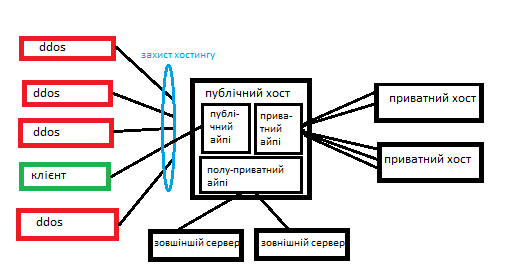 ddos
захист хостингу
ddos
ddos
клієнт
ddos
публічний хост
публі-
чний
айпі
прива-
тний
айпі
полу-приватний
айпі
приватний хост
приватний хост
зовшіншій сервер
зовнішній сервер